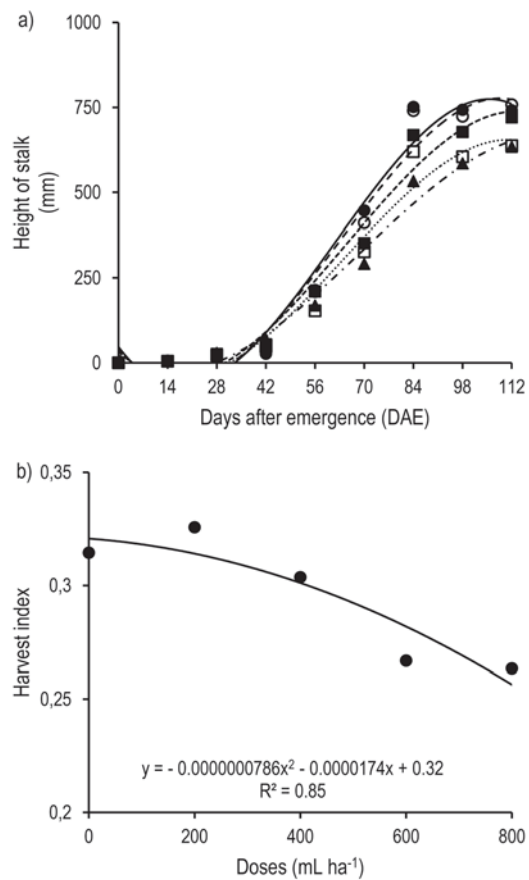 a)
1000
750
500
250
0
Height of stalk
(mm)
0 14 28 42 56 70 84 98 112
Days after emergence (DAE)
b)
0,35
0,3
0,25
0,2
Harvest index
y = - 0.0000000786x² - 0.0000174x + 0.32
R² = 0.85
0 200 400 600 800
Doses (mL ha⁻¹)